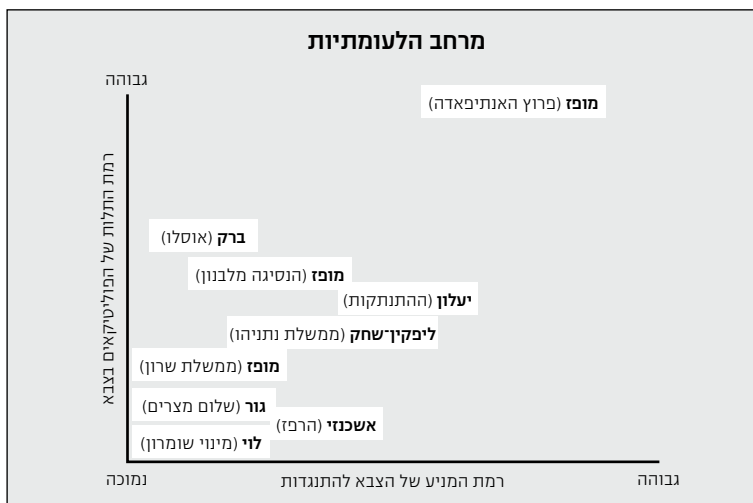 מרחב הלעומתיות
גבוהה
מופז (פרוץ האנתיפאדה)
רמת התלות של הפוליטיקאים בצבא
ברק (אוסלו)
מופז (הנסיגה מלבנון)
יעלון (ההתנתקות)
ליפקין־שחק (ממשלת נתניהו)
מופז (ממשלת שרון)
גור (שלום מצרים)
אשכנזי (הרפז)
לוי (מינוי שומרון)
נמוכה
רמת המניע של הצבא להתנגדות
גבוהה